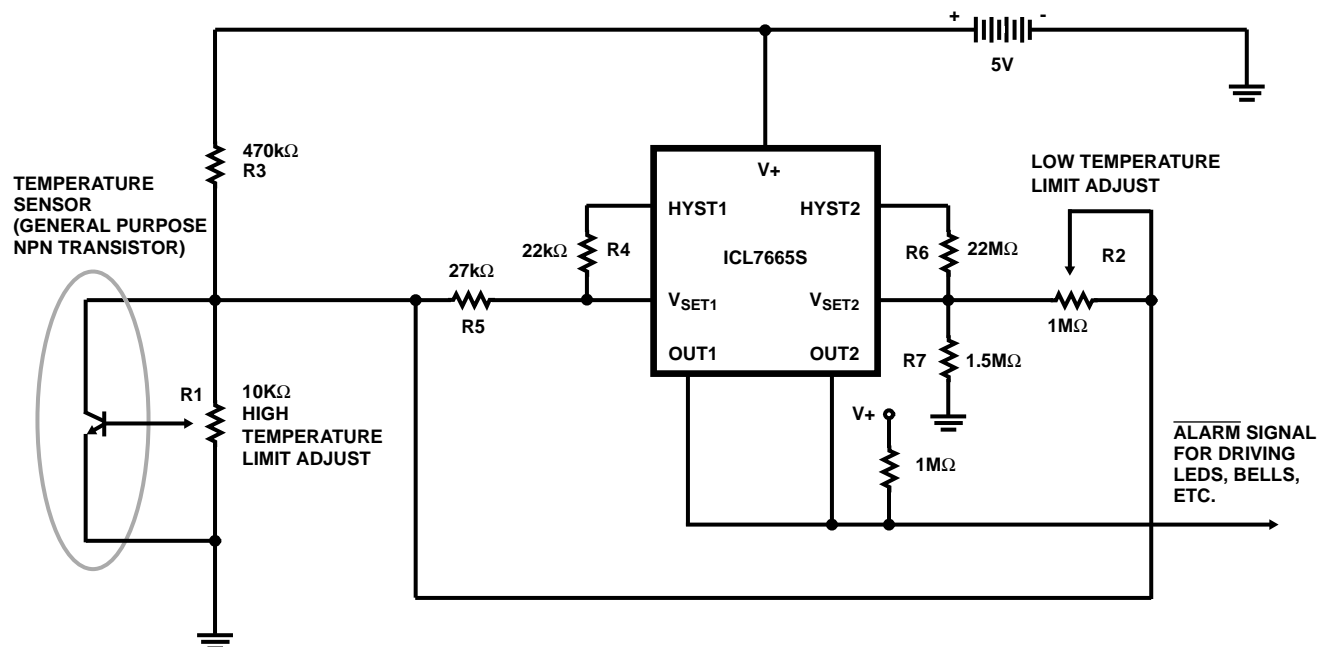 +
-
5V
470kΩ
R3
TEMPERATURE
SENSOR
(GENERAL PURPOSE
NPN TRANSISTOR)
LOW TEMPERATURE
LIMIT ADJUST
V+
HYST1
HYST2
22kΩ
R4
ICL7665S
R6
22MΩ
R2
27kΩ
R5
VSET1
VSET2
1MΩ
OUT1
OUT2
R7
1.5MΩ
R1
10KΩ
HIGH
TEMPERATURE
LIMIT ADJUST
V+
1MΩ
ALARM SIGNAL
FOR DRIVING
LEDS, BELLS,
ETC.